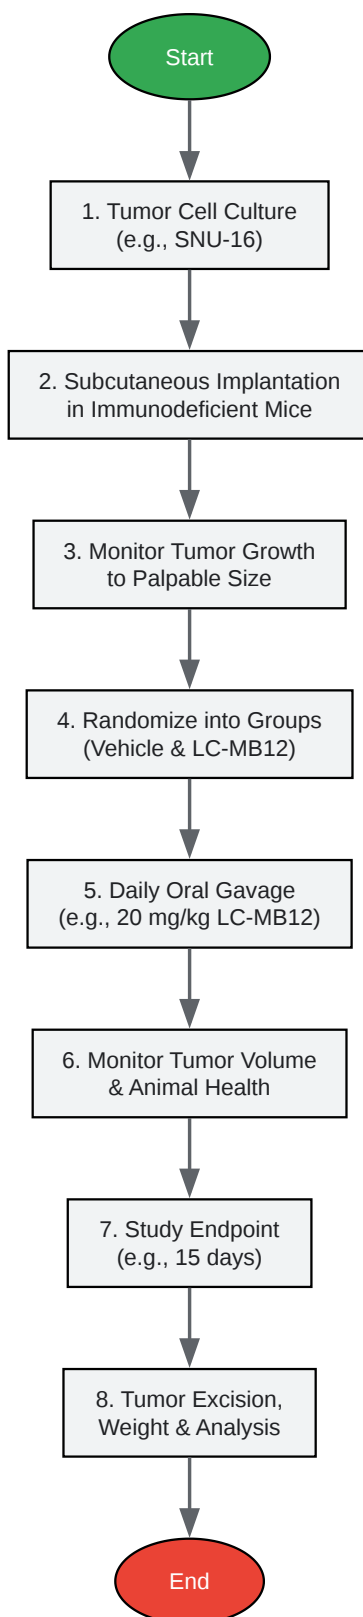 Start
1. Tumor Cell Culture
(e.g., SNU-16)
2. Subcutaneous Implantation
in Immunodeficient Mice
3. Monitor Tumor Growth
to Palpable Size
4. Randomize into Groups
(Vehicle & LC-MB12)
5. Daily Oral Gavage
(e.g., 20 mg/kg LC-MB12)
6. Monitor Tumor Volume
& Animal Health
7. Study Endpoint
(e.g., 15 days)
8. Tumor Excision,
Weight & Analysis
End